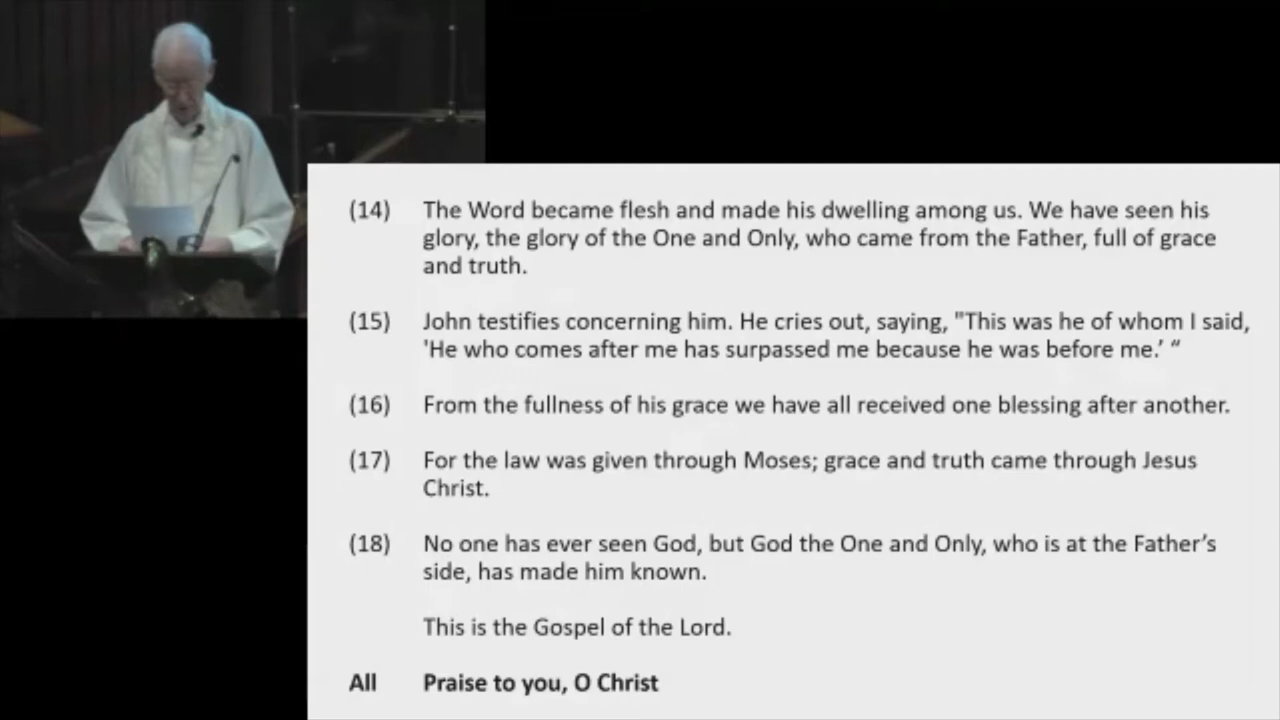 (14) The Word became flesh and made his dwelling among us. We have seen his
glory, the glory of the One and Only, who came from the Father, full of grace
and truth.
(15) John testifies concerning him. He cries out, saying, "This was he of whom I said,
'He who comes after me has surpassed me because he was before me.’ “
(16) From the fullness of his grace we have all received one blessing after another.
(17) For the law was given through Moses; grace and truth came through Jesus
Christ.
(18) No one has ever seen God, but God the One and Only, who is at the Father’s
side, has made him known.
This is the Gospel of the Lord.
All Praise to you, O Christ